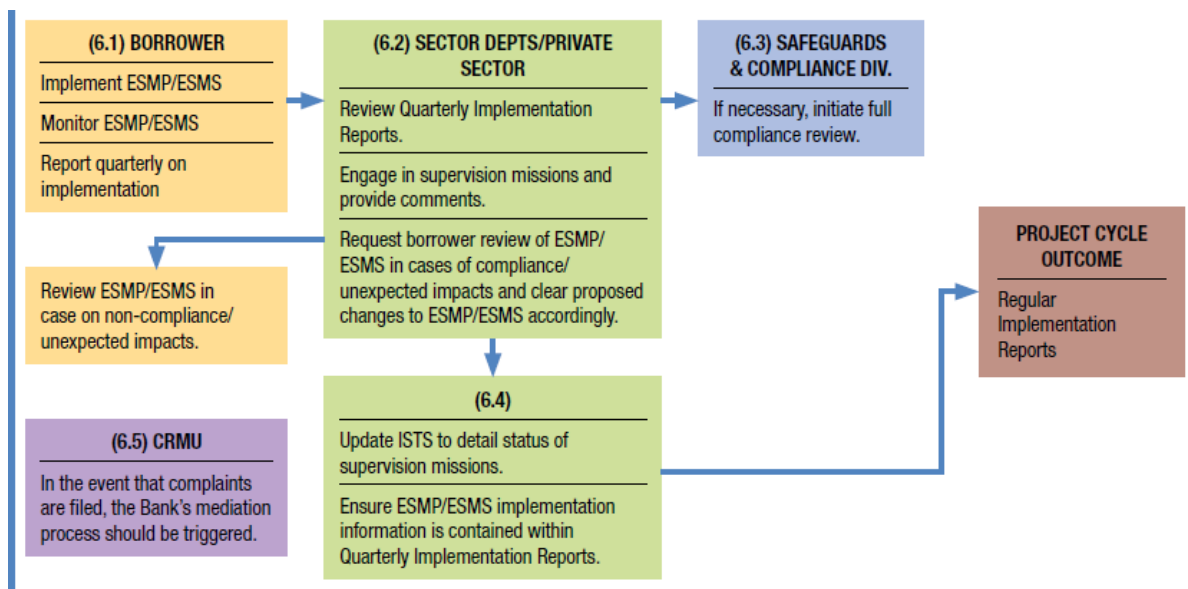 (6.1) BORROWER
Implement ESMP/ESMS
Monitor ESMP/ESMS
Report quarterly on
implementation
Review ESMP/ESMS in
case on non-compliance/
unexpected impacts.
(6.5) CRMU
In the event that complaints
are filed, the Bank's mediation
process should be triggered.
(6.2) SECTOR DEPTS/PRIVATE
SECTOR
Review Quarterly Implementation
Reports.
Engage in supervision missions and
provide comments.
Request borrower review of ESMP/
ESMS in cases of compliance/
unexpected impacts and clear proposed
changes to ESMP/ESMS accordingly.
(6.4)
Update ISTS to detail status of
supervision missions.
Ensure ESMP/ESMS implementation
information is contained within
Quarterly Implementation Reports.
(6.3) SAFEGUARDS
& COMPLIANCE DIV.
If necessary, initiate full
compliance review.
PROJECT CYCLE
OUTCOME
Regular
Implementation
Reports